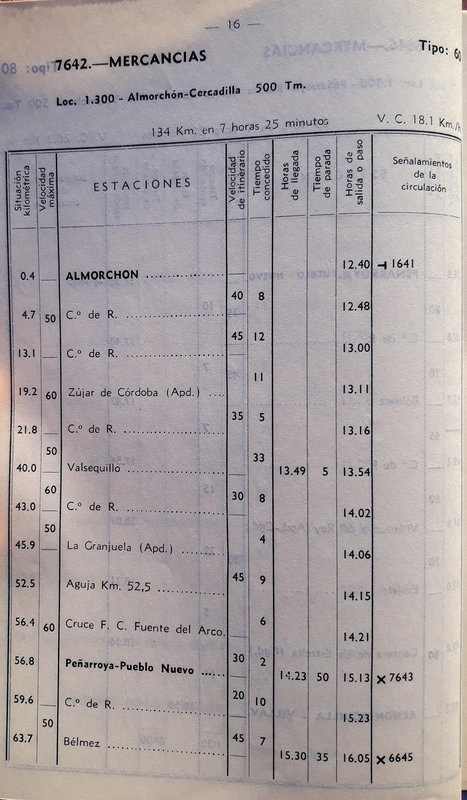 — 16 —
7642.—MERCANCIAS Tipo: 60
Loc. 1.300 - Almorchón-Cercadilla 500 Tm.
134 Km. en 7 horas 25 minutos V. C. 18.1 Km./h
Situación kilométrica Velocidad máxima ESTACIONES Velocidad de itinerario Tiempo concedido Horas de llegada Tiempo de parada Horas de salida o paso Señalamientos de la circulación
0.4 ALMORCHON 12.40 1641
40 8
4.7 50 C.º de R. 12.48
45 12
13.1 C.º de R. 13.00
11
19.2 60 Zújar de Córdoba (Apd.) 13.11
35 5
21.8 C.º de R. 13.16
50 33
40.0 Valsequillo 13.49 5 13.54
60 30 8
43.0 C.º de R. 14.02
50 4
45.9 La Granjuela (Apd.) 14.06
45 9
52.5 Aguja Km. 52,5 14.15
6
56.4 60 Cruce F. C. Fuente del Arco. 14.21
30 2
56.8 Peñarroya-Pueblo Nuevo 14.23 50 15.13 × 7643
20 10
59.6 C.º de R. 15.23
50 45 7
63.7 Bélmez 15.30 35 16.05 × 6645